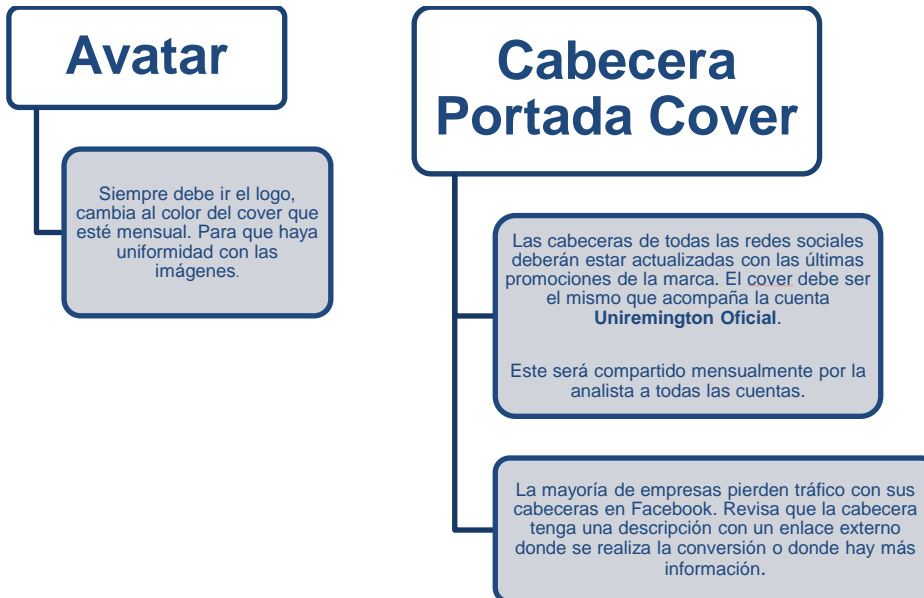 Avatar
Siempre debe ir el logo,
cambia al color del cover que
esté mensual. Para que haya
uniformidad con las
imágenes.
Cabecera
Portada Cover
Las cabeceras de todas las redes sociales
deberán estar actualizadas con las últimas
promociones de la marca. El cover debe ser
el mismo que acompaña la cuenta
Uniremington Oficial.
Este será compartido mensualmente por la
analista a todas las cuentas.
La mayoría de empresas pierden tráfico con sus
cabeceras en Facebook. Revisa que la cabecera
tenga una descripción con un enlace externo
donde se realiza la conversión o donde hay más
información.